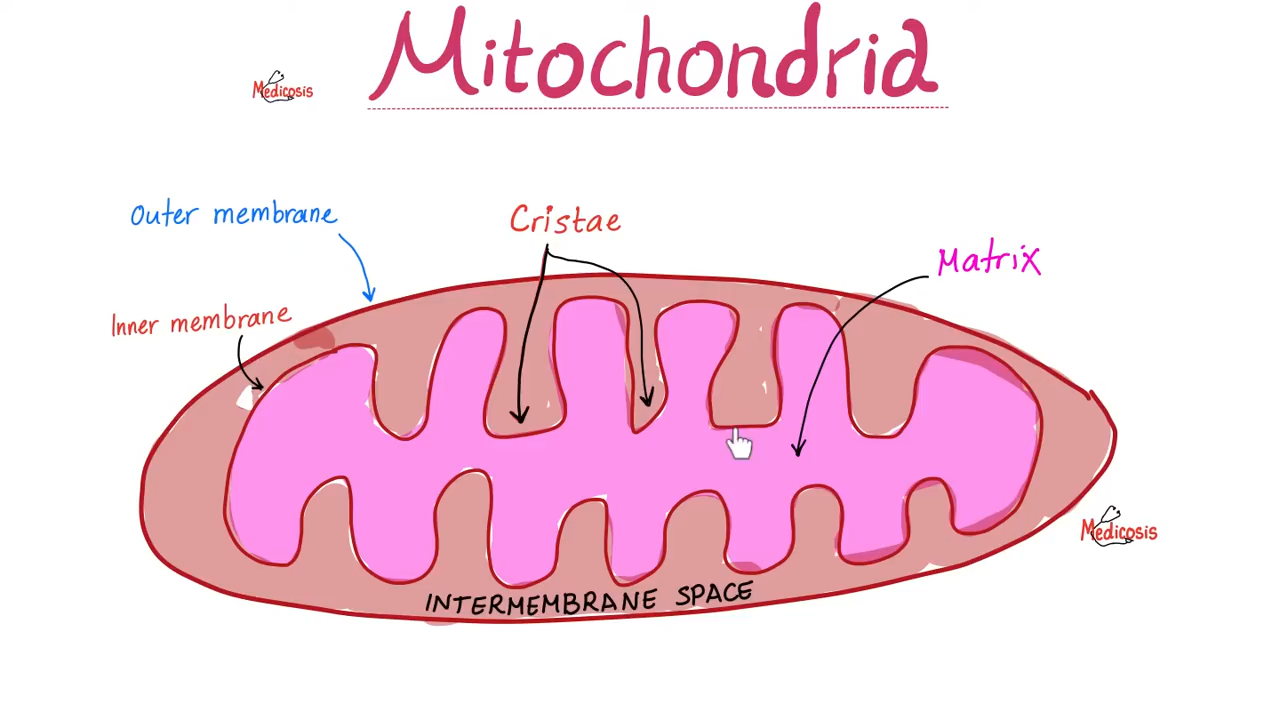 Mitochondria
Medicosis
Outer membrane
Cristae
Matrix
Inner membrane
Medicosis
INTERMEMBRANE SPACE